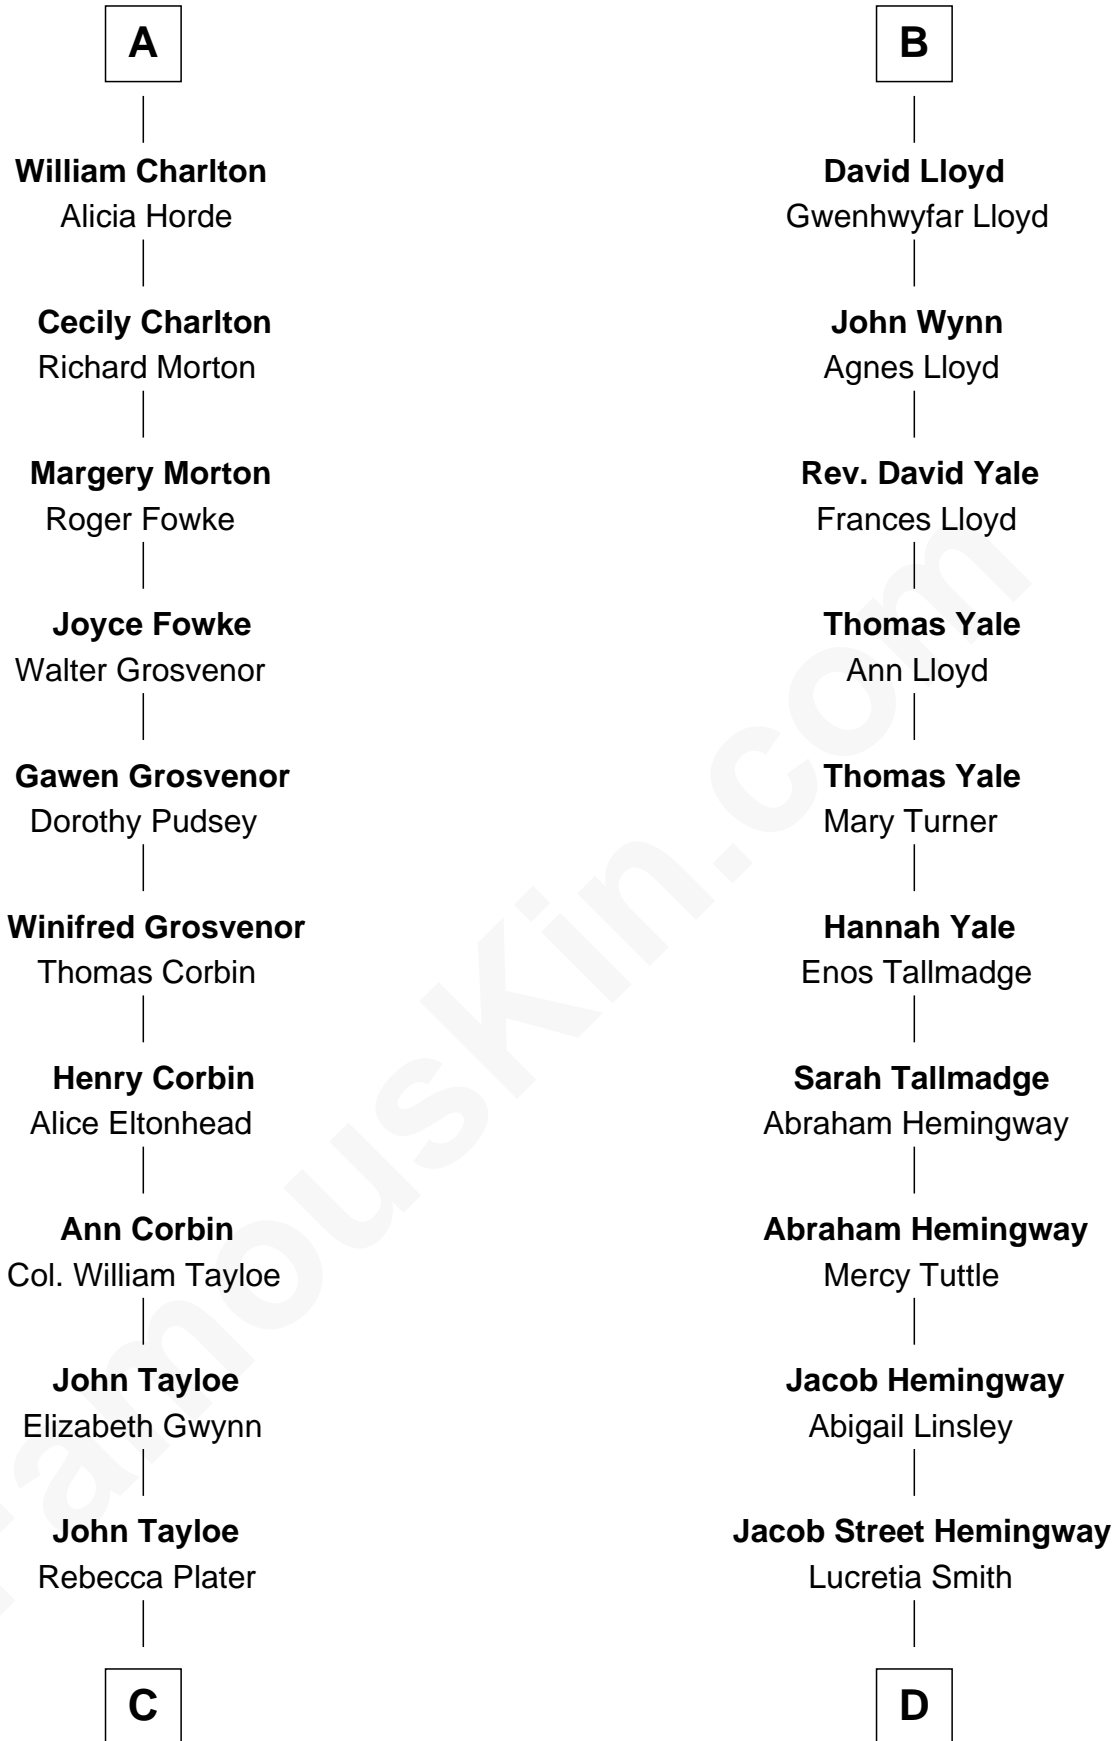 A
William Charlton
Alicia Horde
Cecily Charlton
Richard Morton
Margery Morton
Roger Fowke
Joyce Fowke
Walter Grosvenor
Gawen Grosvenor
Dorothy Pudsey
Winifred Grosvenor
Thomas Corbin
Henry Corbin
Alice Eltonhead
Ann Corbin
Col. William Tayloe
John Tayloe
Elizabeth Gwynn
John Tayloe
Rebecca Plater
C
B
David Lloyd
Gwenhwyfar Lloyd
John Wynn
Agnes Lloyd
Rev. David Yale
Frances Lloyd
Thomas Yale
Ann Lloyd
Thomas Yale
Mary Turner
Hannah Yale
Enos Tallmadge
Sarah Tallmadge
Abraham Hemingway
Abraham Hemingway
Mercy Tuttle
Jacob Hemingway
Abigail Linsley
Jacob Street Hemingway
Lucretia Smith
D
FamousKin.com